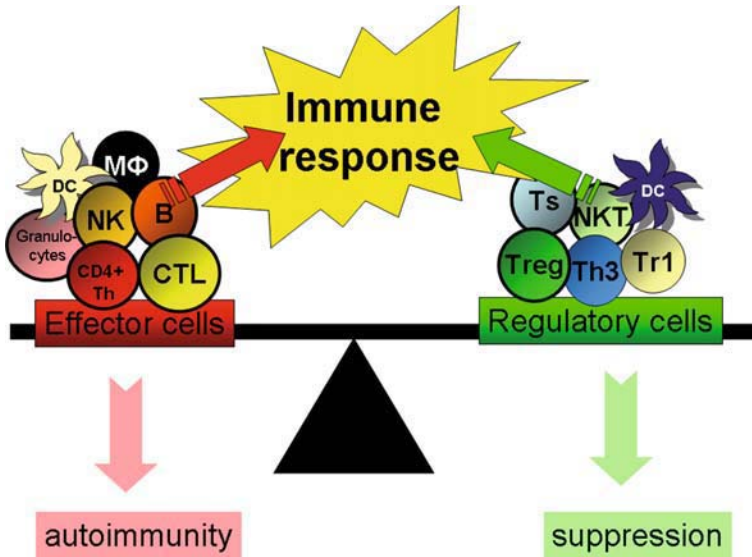 Immune
response
MΦ
DC
NK
B
Granulo-
cytes
CD4+
Th
CTL
Effector cells
Ts
NKT
DC
Treg
Th3
Tr1
Regulatory cells
autoimmunity
suppression